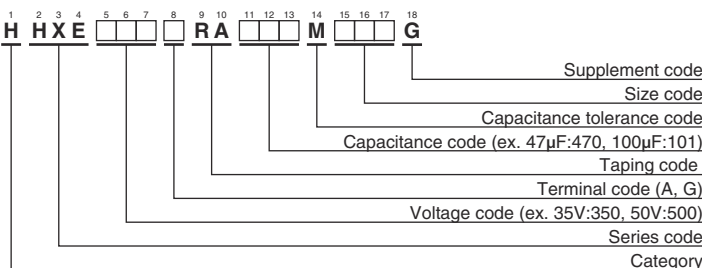 1 2 3 4 5 6 7 8 9 10 11 12 13 14 15 16 17 18
H HXE □□□ □ RA □□□ M □□□ G
Supplement code
Size code
Capacitance tolerance code
Capacitance code (ex. 47µF:470, 100µF:101)
Taping code
Terminal code (A, G)
Voltage code (ex. 35V:350, 50V:500)
Series code
Category